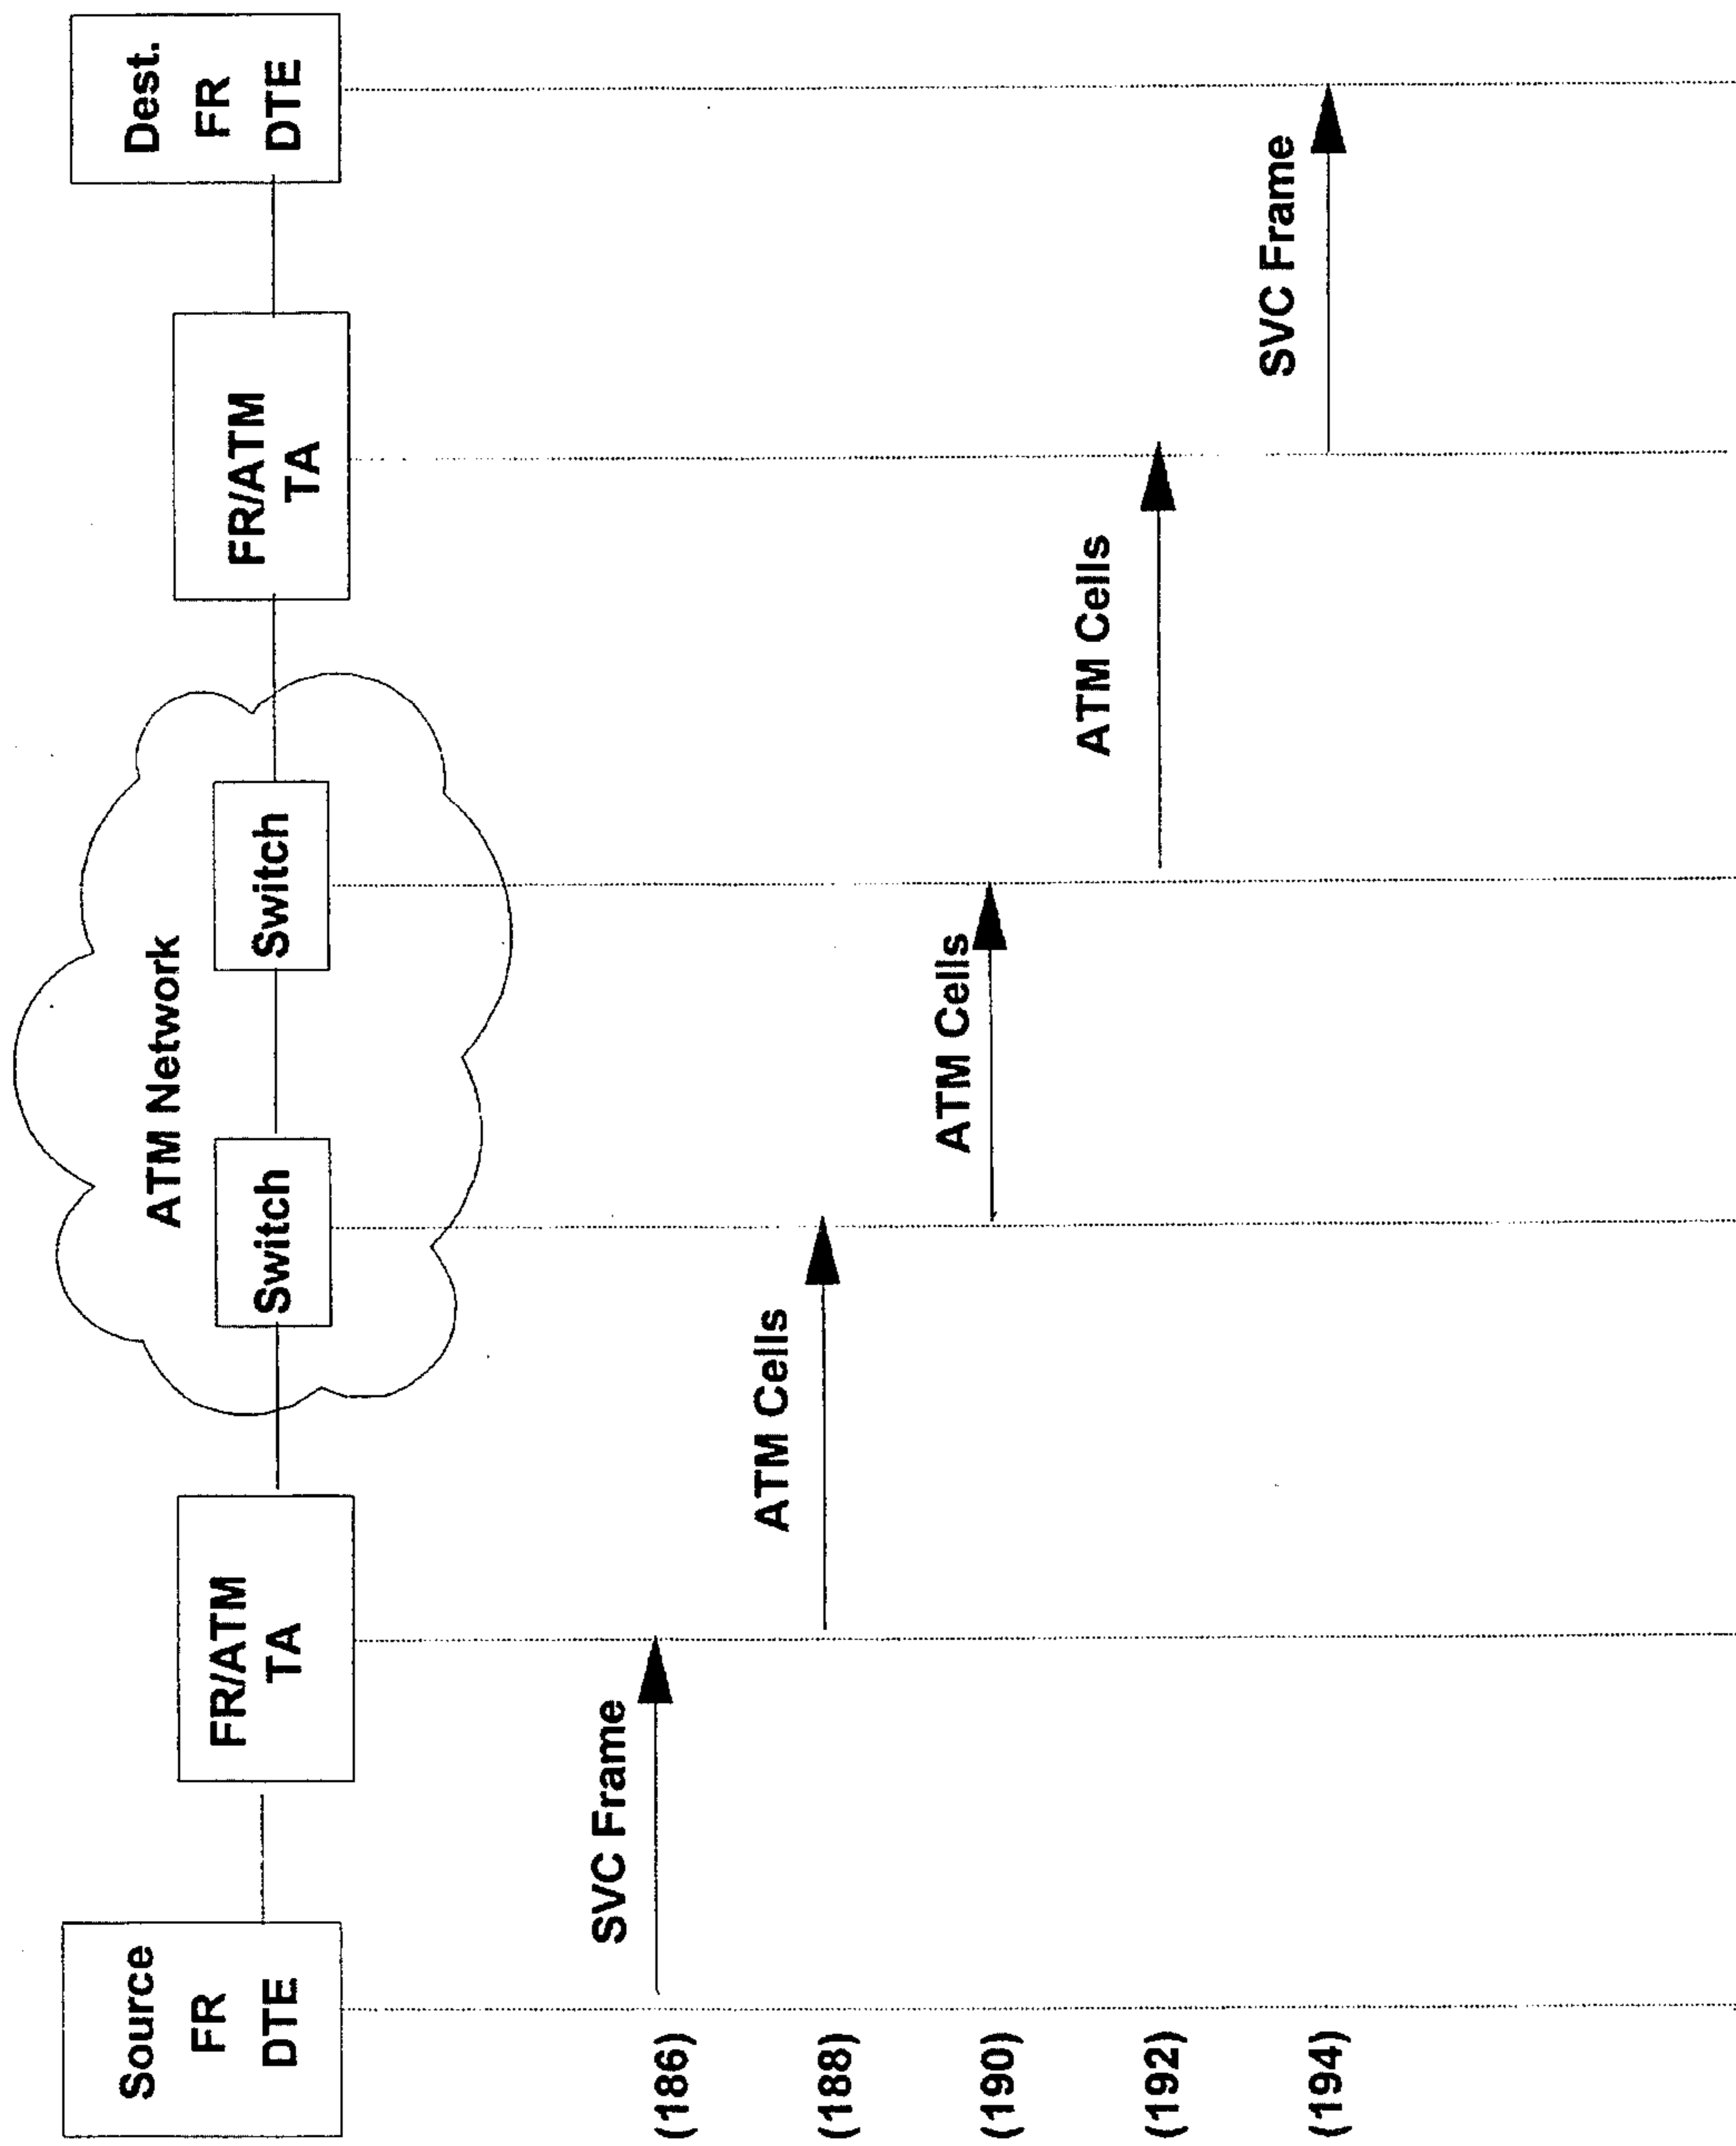 Source
FR
DTE
FR/ATM
TA
ATM Network
Switch
Switch
FR/ATM
TA
Dest.
FR
DTE
(186)
SVC Frame
(188)
ATM Cells
(190)
ATM Cells
(192)
ATM Cells
(194)
SVC Frame